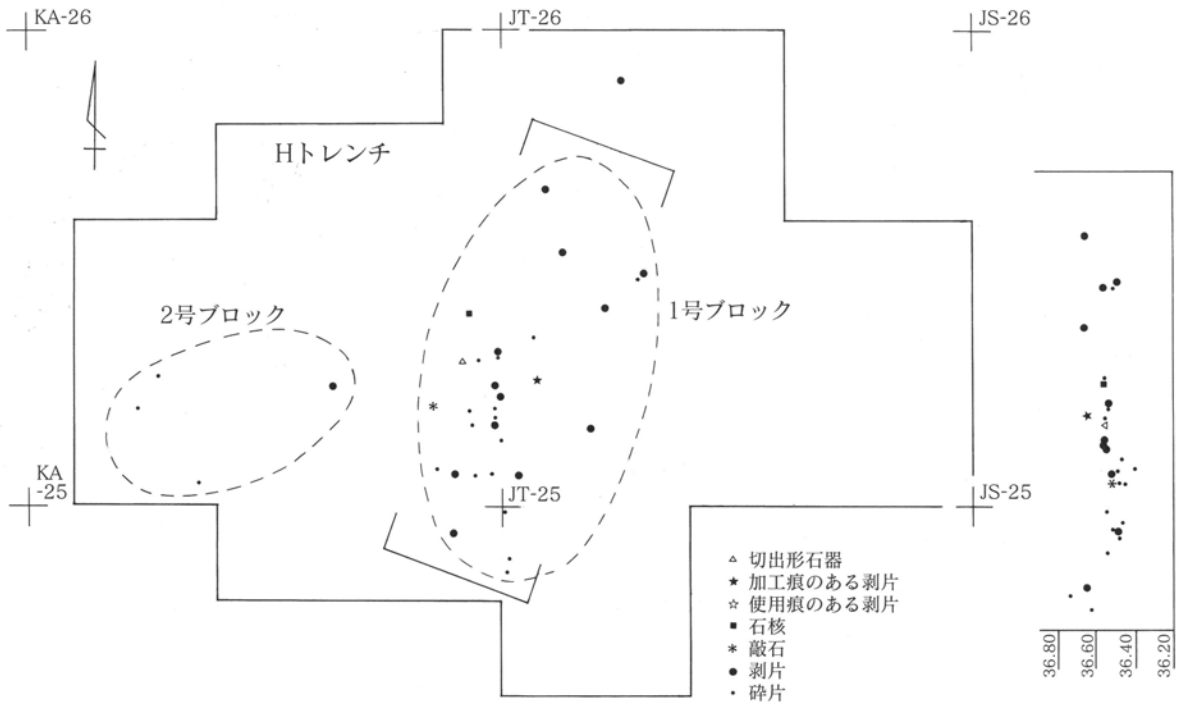 KA-26
JT-26
JS-26
Hトレンチ
2号ブロック
1号ブロック
KA
-25
JT-25
JS-25
切出形石器
加工痕のある剥片
使用痕のある剥片
石核
敲石
剥片
砕片
36.80
36.60
36.40
36.20